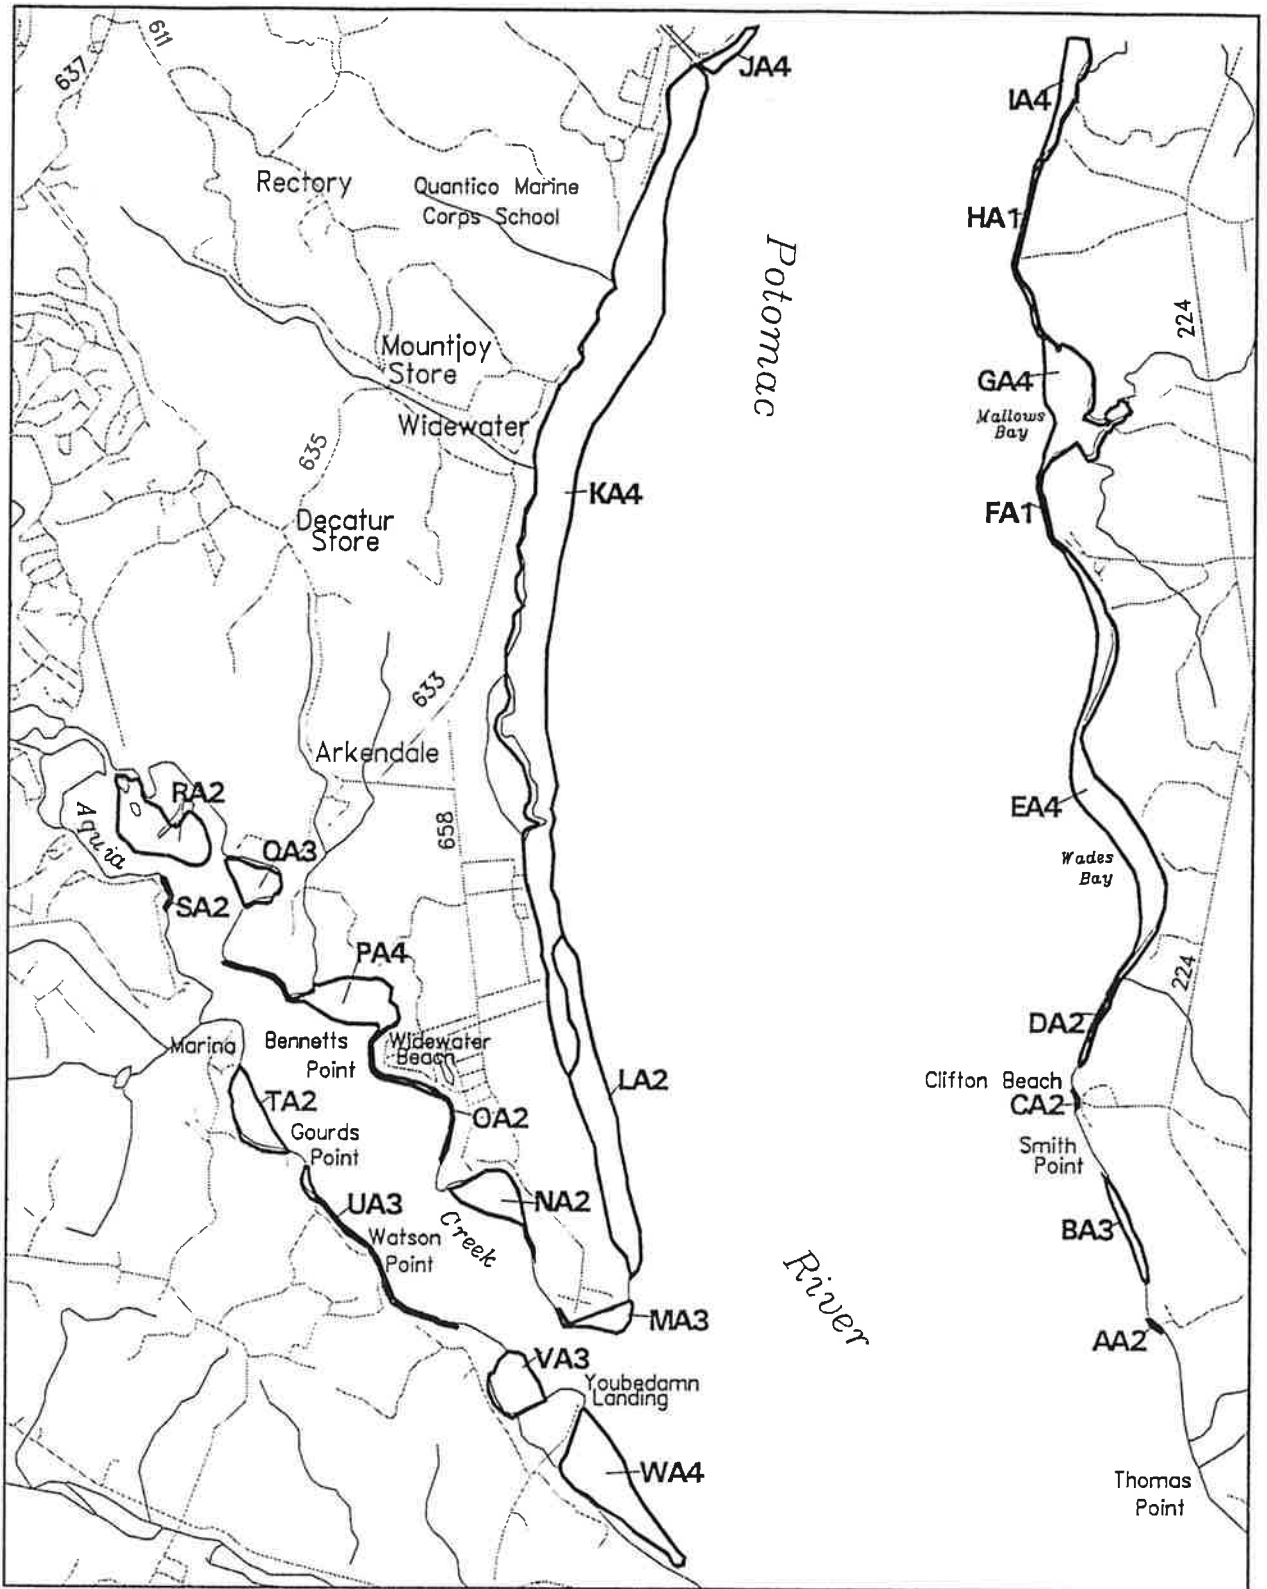 611
637
JA4
IA4
Rectory
Quantico Marine
Corps School
HA1
Potomac
224
Mountjoy
Store
GA4
Mallows
Bay
Widewater
635
KA4
FA1
Decatur
Store
633
Arkendale
RA2
EA4
Aquia
658
QA3
Wades
Bay
SA2
PA4
224
DA2
Marina
Bennetts
Point
Widewater
Beach
LA2
Clifton Beach
CA2
TA2
OA2
Gourds
Point
Smith
Point
UA3
NA2
Creek
Watson
Point
BA3
River
MA3
AA2
VA3
Youbedamn
Landing
WA4
Thomas
Point